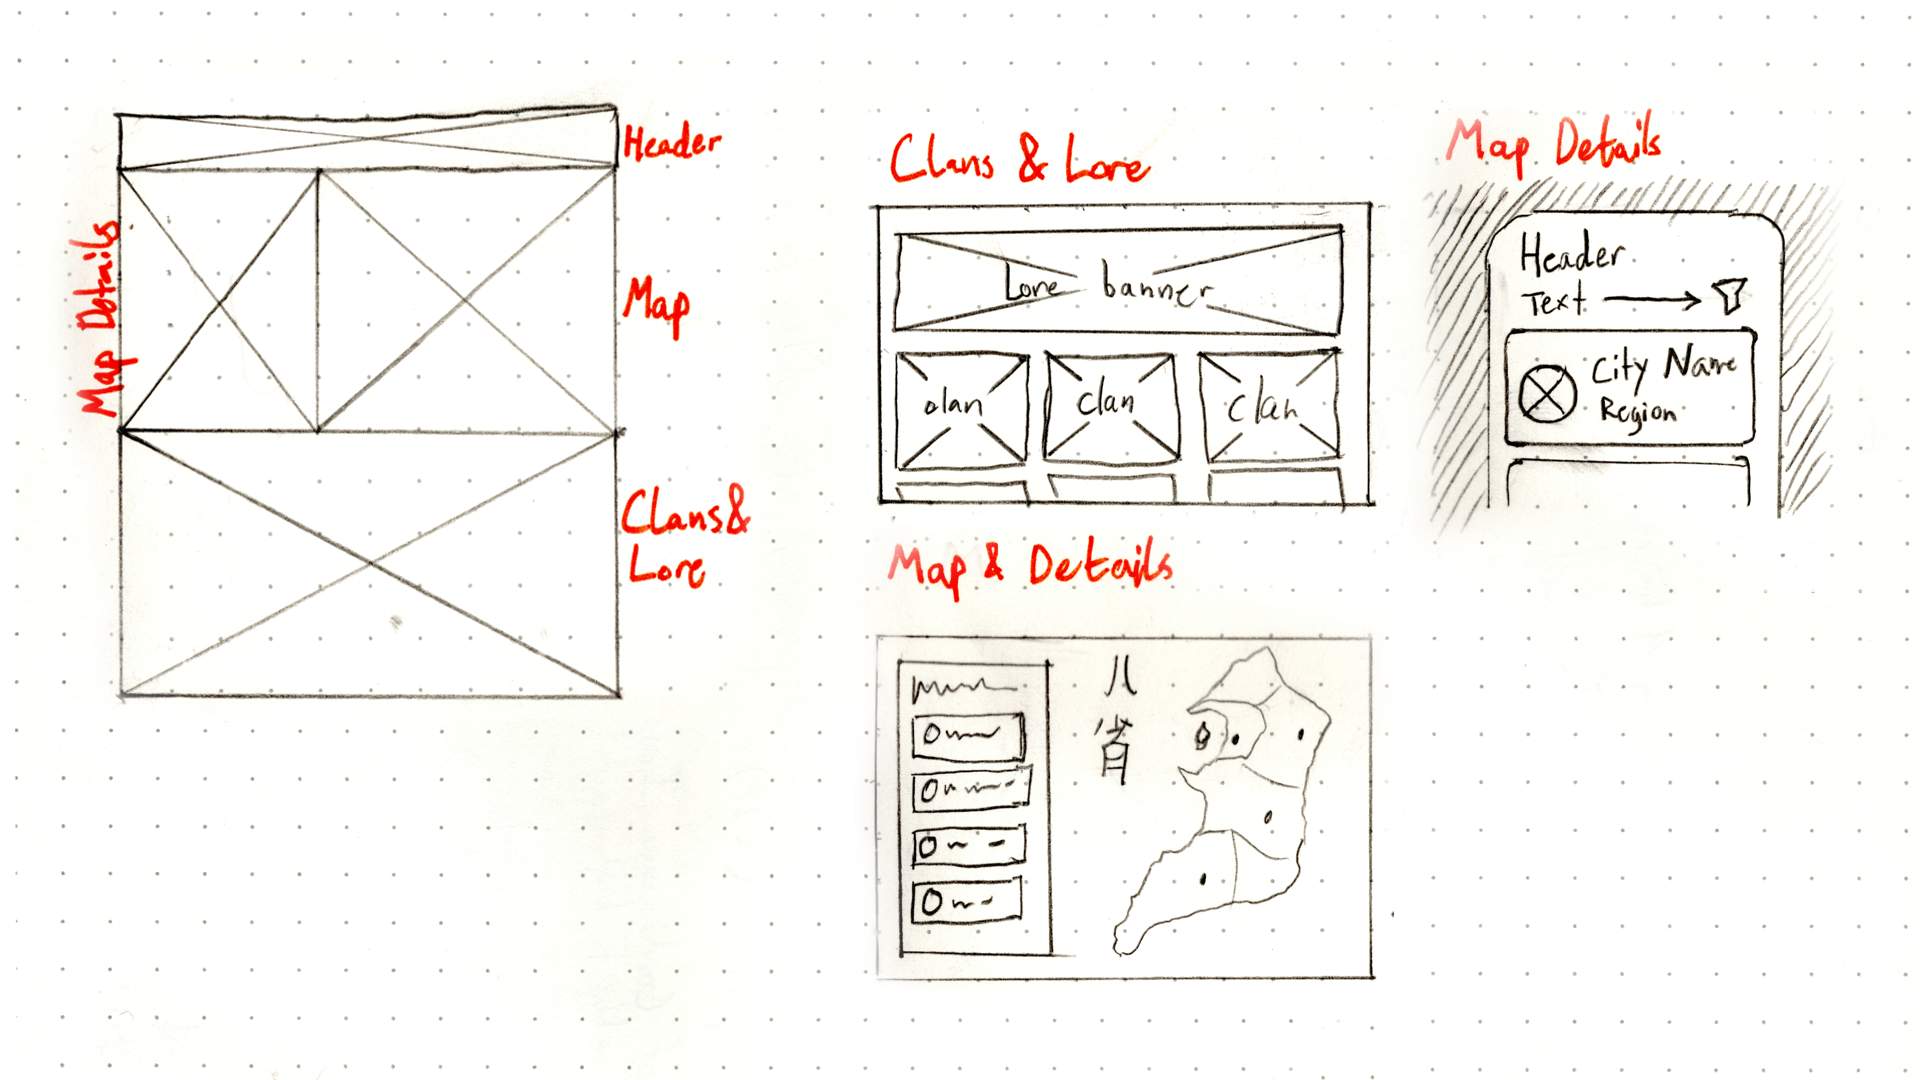 Header
Map Details
Map
Clans &
Lore
Clans & Lore
Lore banner
clan
clan
clan
Map & Details
八
省
Map Details
Header
Text
City Name
Region